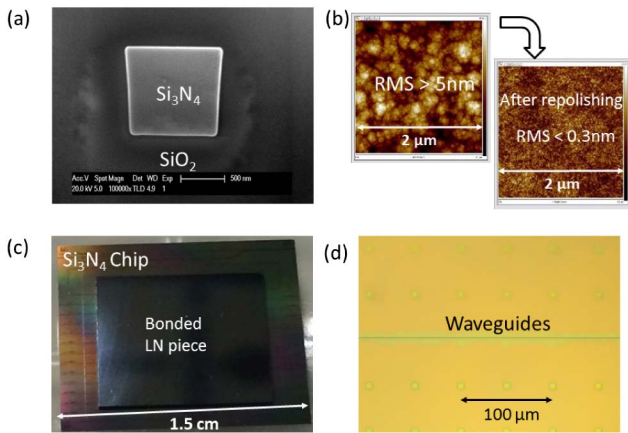 (a)
Si₃N₄
SiO₂
Acc.V Spot Magn Det WD Exp
20.0 kV 5.0 100000x TLD 4.9 1
500 nm
(b)
RMS > 5nm
2 μm
After repolishing
RMS < 0.3nm
2 μm
(c)
Si₃N₄ Chip
Bonded
LN piece
1.5 cm
(d)
Waveguides
100 μm